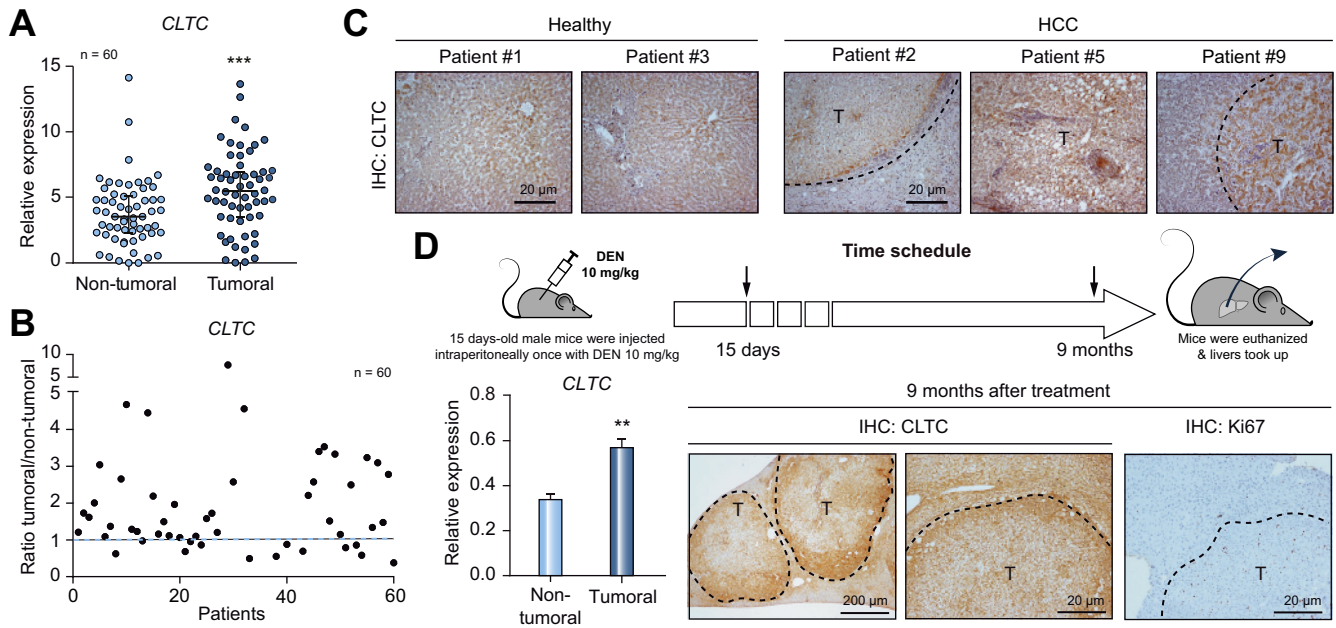 A
CLTC
n = 60
***
Relative expression
15
10
5
0
Non-tumoral
Tumoral
B
CLTC
n = 60
Ratio tumoral/non-tumoral
10
5
5
4
3
2
1
0
0
20
40
60
Patients
C
Healthy
HCC
Patient #1
Patient #3
Patient #2
Patient #5
Patient #9
IHC: CLTC
20 µm
T
20 µm
T
T
20 µm
D
DEN
10 mg/kg
15 days-old male mice were injected
intraperitoneally once with DEN 10 mg/kg
Time schedule
15 days
9 months
Mice were euthanized
& livers took up
CLTC
**
Relative expression
0.8
0.6
0.4
0.2
0.0
Non-
tumoral
Tumoral
9 months after treatment
IHC: CLTC
IHC: Ki67
T
T
200 µm
T
20 µm
T
20 µm